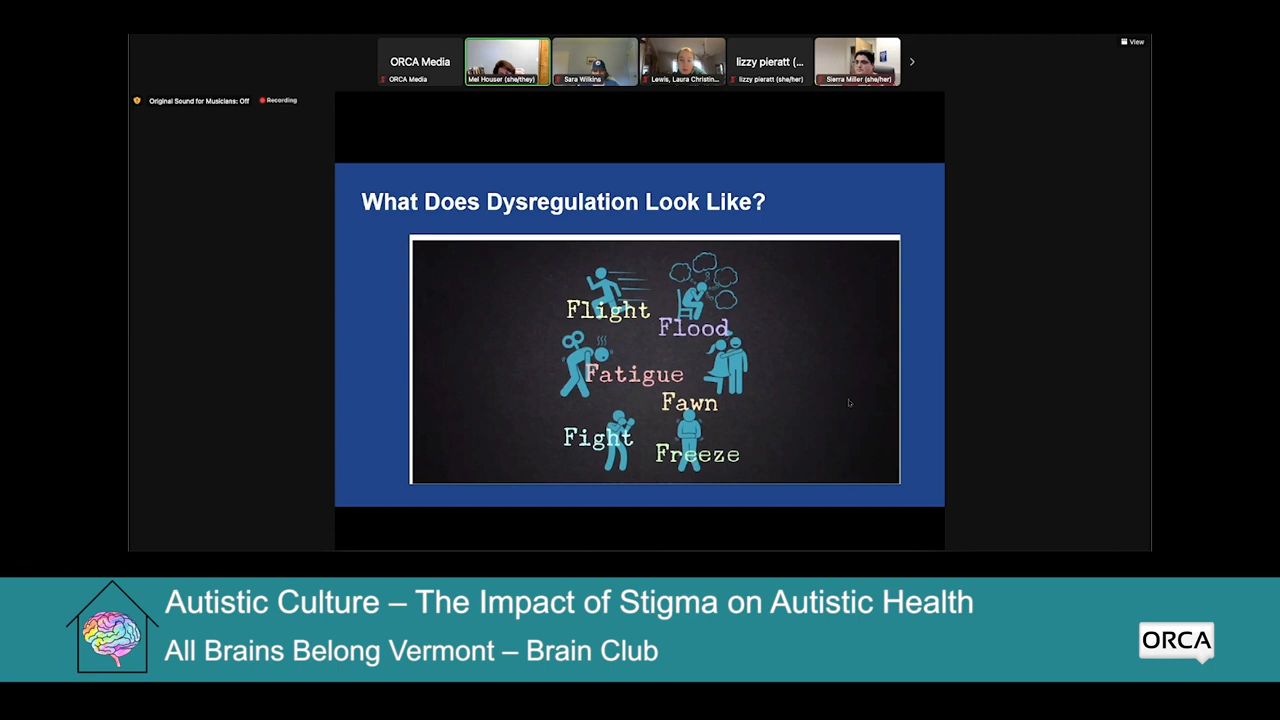 View
ORCA Media
ORCA Media
Mel Houser (she/they)
Sara Wilkins
Lewis, Laura Christin...
lizzy pieratt (...
lizzy pieratt (she/her)
Sierra Miller (she/her)
Original Sound for Musicians: Off
Recording
What Does Dysregulation Look Like?
Flight
Flood
Fatigue
Fawn
Fight
Freeze
Autistic Culture – The Impact of Stigma on Autistic Health
All Brains Belong Vermont – Brain Club
ORCA